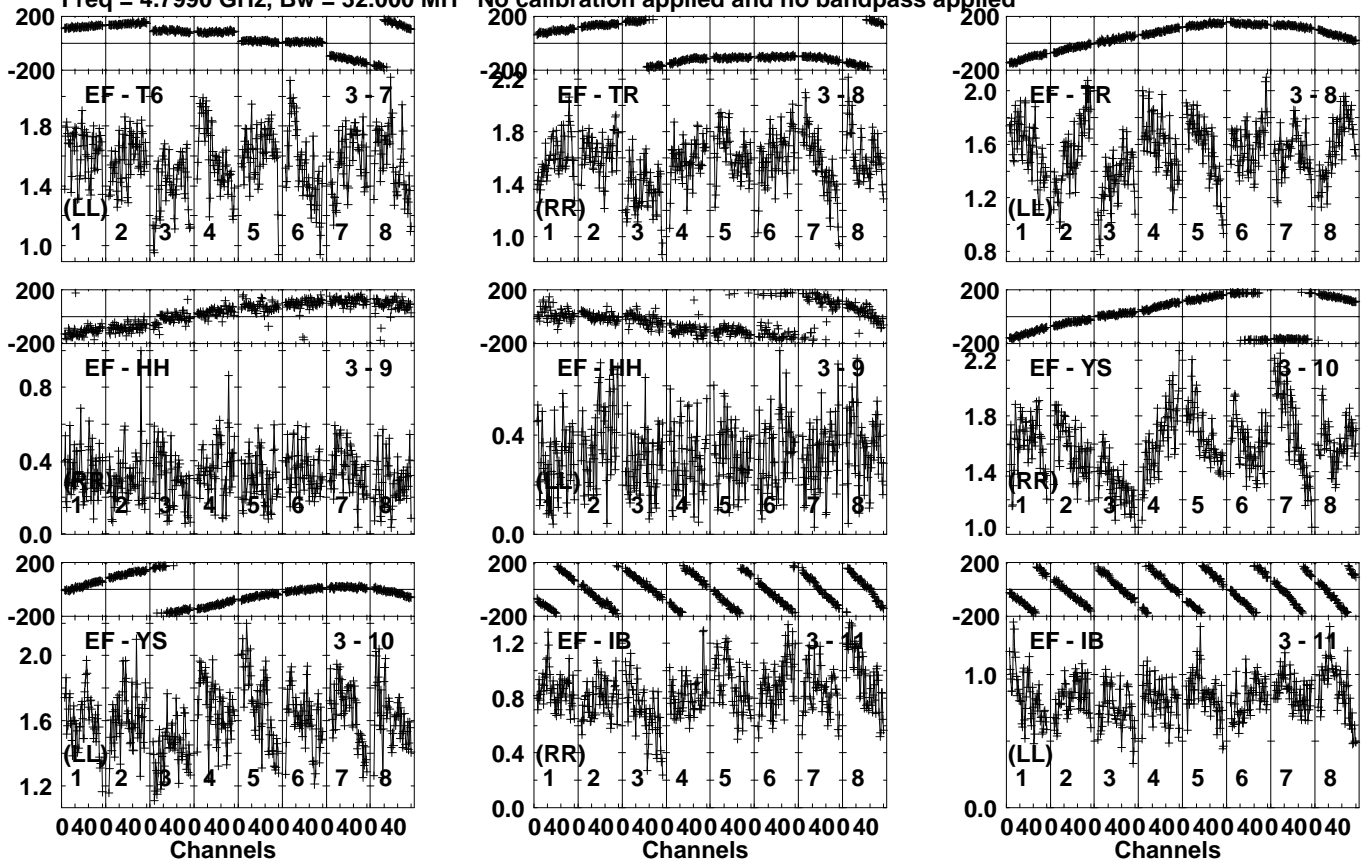 Freq = 4.7990 GHz, Bw = 32.000 MH No calibration applied and no bandpass applied
200 200 200
-200 -200 -200
EF - T6 3 - 7 2.2 EF - TR 3 - 8 2.0 EF - TR 3 - 8
1.8 1.8 1.6
1.4 1.4 1.2
(LL) (RR) (LL)
1 2 3 4 5 6 7 8 1 2 3 4 5 6 7 8 1 2 3 4 5 6 7 8
1.0 1.0 0.8
200 200 200
-200 -200 -200
EF - HH 3 - 9 EF - HH 3 - 9 2.2 EF - YS 3 - 10
0.8 0.4 1.8
0.4 1.4
(RR) (LL) (RR)
1 2 3 4 5 6 7 8 1 2 3 4 5 6 7 8 1 2 3 4 5 6 7 8
0.0 0.0 1.0
200 200 200
-200 -200 -200
2.0 EF - YS 3 - 10 1.2 EF - IB 3 - 11 EF - IB 3 - 11
1.6 0.8 1.0
(LL) 0.4 (RR) (LL)
1.2 1 2 3 4 5 6 7 8 1 2 3 4 5 6 7 8 1 2 3 4 5 6 7 8
0.0 0.0
0 40 0 40 0 40 0 40 0 40 0 40 0 40 0 40 0 40 0 40 0 40 0 40 0 40 0 40 0 40 0 40 0 40 0 40 0 40 0 40 0 40 0 40 0 40 0 40
Channels Channels Channels